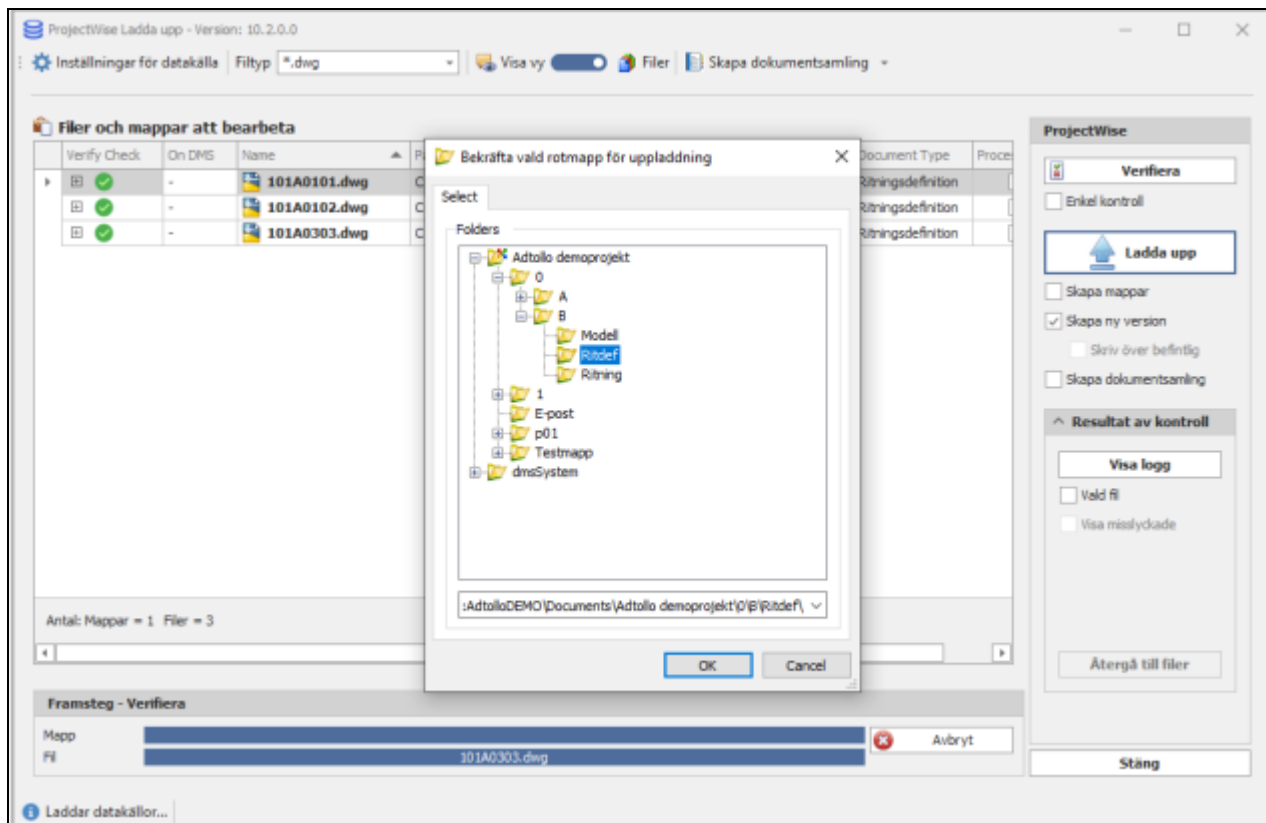 ProjectWise Ladda upp - Version: 10.2.0.0
Inställningar för datakälla Filtyp *.dwg Visa vy Filer Skapa dokumentsamling
Filer och mappar att bearbeta
Verify Check On DMS Name Document Type
101A0101.dwg Ritningsdefinition
101A0102.dwg Ritningsdefinition
101A0303.dwg Ritningsdefinition
Antal: Mappar = 1 Filer = 3
Bekräfta vald rotmapp för uppladdning
Select
Folders
Adtollo demoprojekt
0
A
B
Modell
Ritdef
Ritning
1
E-post
p01
Testmapp
dmsSystem
:AdtolloDEMO\Documents\Adtollo demoprojekt\0\B\Ritdef\
OK Cancel
ProjectWise
Verifiera
Enkel kontroll
Ladda upp
Skapa mappar
Skapa ny version
Skriv över befintlig
Skapa dokumentsamling
Resultat av kontroll
Visa logg
Vald fil
Visa misslyckade
Återgå till filer
Framsteg - Verifiera
Mapp
Fil 101A0303.dwg
Avbryt
Stäng
Laddar datakällor...